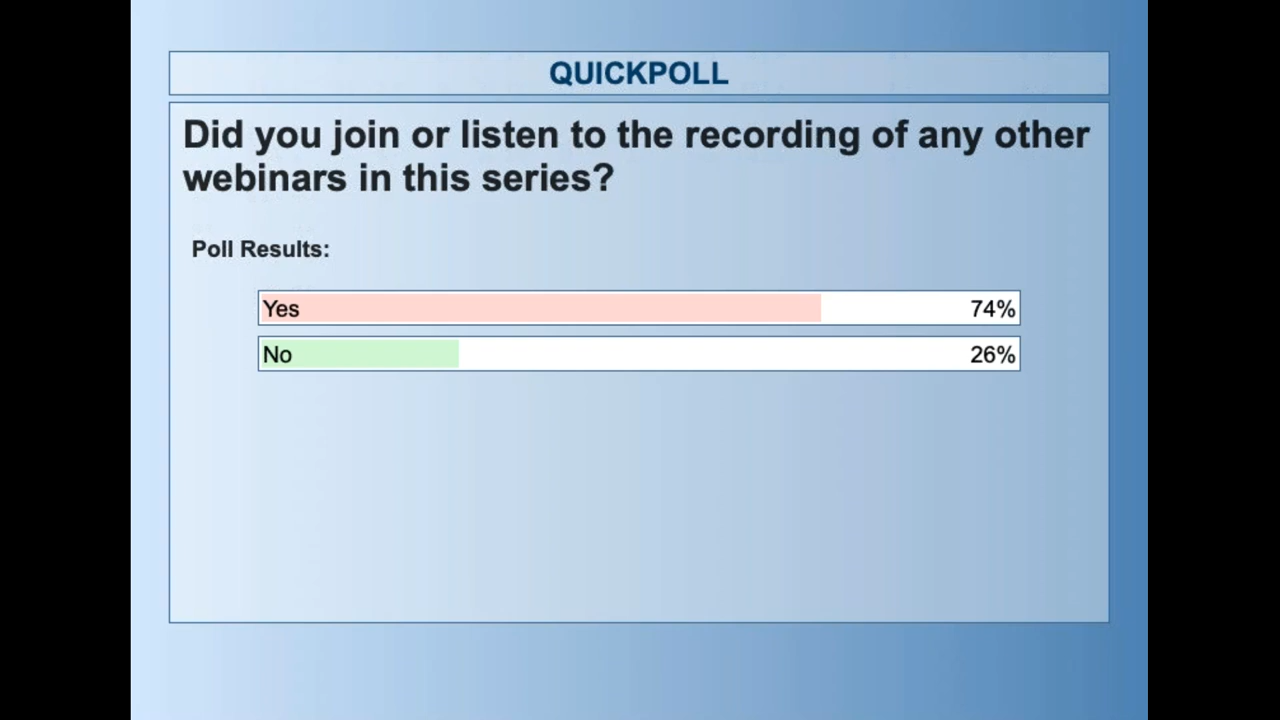 QUICKPOLL
Did you join or listen to the recording of any other
webinars in this series?
Poll Results:
Yes 74%
No 26%